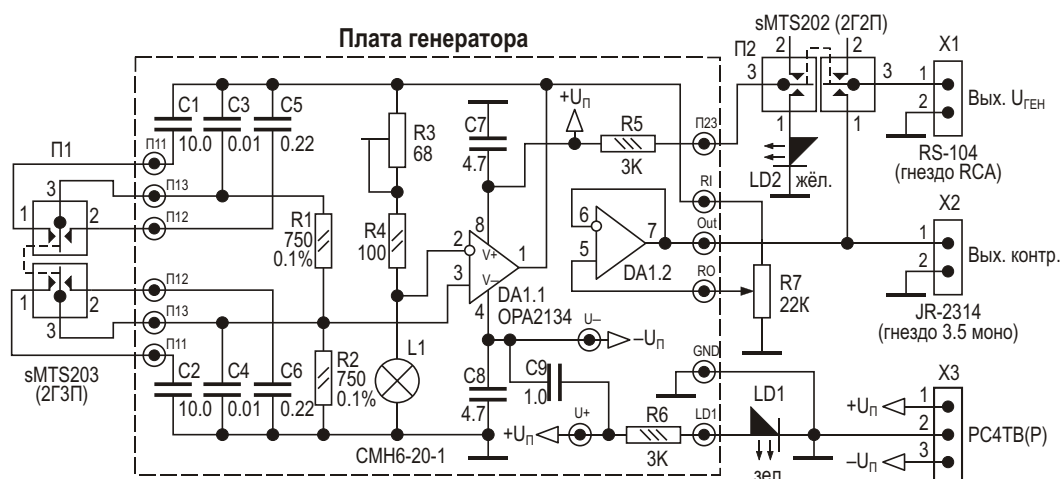 sMTS202 (2Г2П)
Плата генератора
П2
2
2
3
3
1
1
X1
1
2
Вых. UГЕН
RS-104
(гнездо RCA)
LD2
жёл.
C1
10.0
C3
0.01
C5
0.22
R3
68
C7
4.7
+UП
R5
3K
П23
RI
Out
RO
П1
П11
П13
П12
3
1
2
R1
750
0.1%
R4
100
8
2
V+
3
V–
1
4
DA1.1
OPA2134
6
5
7
DA1.2
R7
22К
X2
1
2
Вых. контр.
JR-2314
(гнездо 3.5 моно)
1
2
3
sMTS203
(2Г3П)
П12
П13
П11
C2
10.0
C4
0.01
C6
0.22
R2
750
0.1%
L1
СМН6-20-1
C8
4.7
C9
1.0
U–
–UП
GND
+UП
U+
R6
3K
LD1
LD1
зел.
X3
+UП
1
2
–UП
3
PC4TB(P)